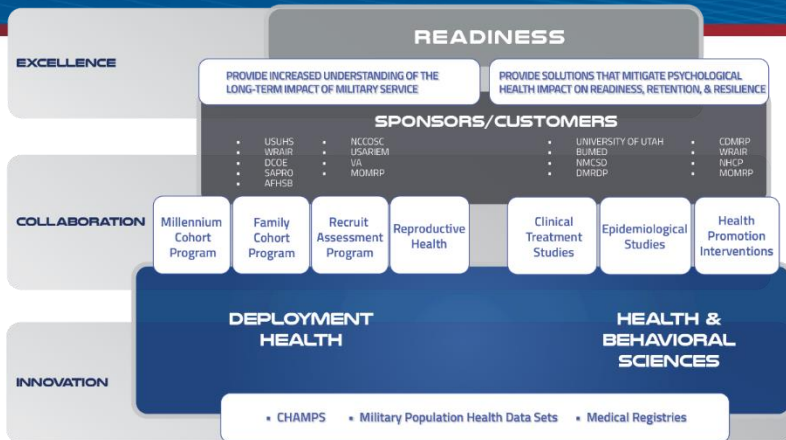 READINESS
EXCELLENCE
PROVIDE INCREASED UNDERSTANDING OF THE
LONG-TERM IMPACT OF MILITARY SERVICE
PROVIDE SOLUTIONS THAT MITIGATE PSYCHOLOGICAL
HEALTH IMPACT ON READINESS, RETENTION, & RESILIENCE
SPONSORS/CUSTOMERS
• USUHS
• WRAIR
• DCOE
• SAPRO
• AFHSB
• NCCOSC
• USARIEM
• VA
• MOMRP
• UNIVERSITY OF UTAH
• BUMED
• NMCSD
• DMRDP
• CDMRP
• WRAIR
• NHCP
• MOMRP
COLLABORATION
Millennium
Cohort
Program
Family
Cohort
Program
Recruit
Assessment
Program
Reproductive
Health
Clinical
Treatment
Studies
Epidemiological
Studies
Health
Promotion
Interventions
DEPLOYMENT
HEALTH
HEALTH &
BEHAVIORAL
SCIENCES
INNOVATION
• CHAMPS • Military Population Health Data Sets • Medical Registries